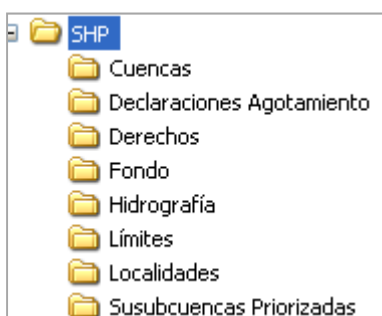 SHP
Cuencas
Declaraciones Agotamiento
Derechos
Fondo
Hidrografía
Límites
Localidades
Susubcuencas Priorizadas